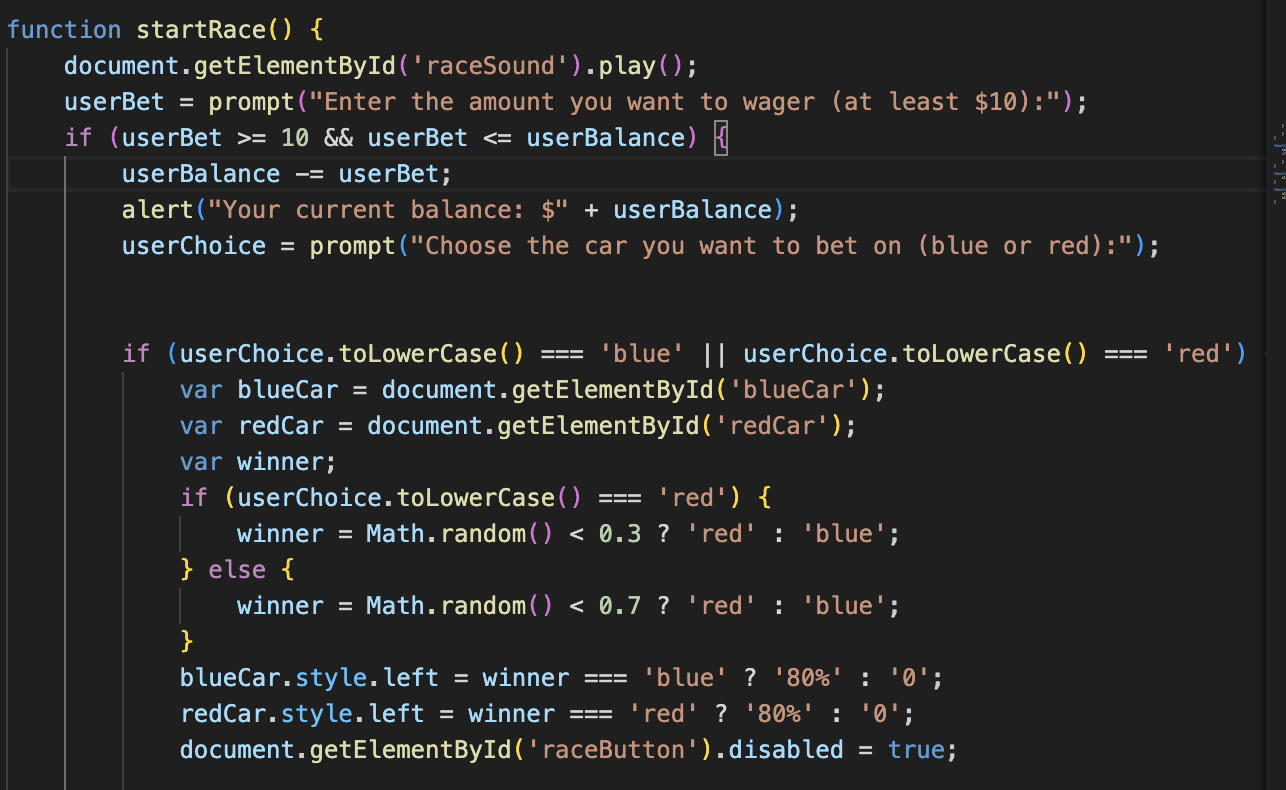 function startRace() {
    document.getElementById('raceSound').play();
    userBet = prompt("Enter the amount you want to wager (at least $10):");
    if (userBet >= 10 && userBet <= userBalance) {
        userBalance -= userBet;
        alert("Your current balance: $" + userBalance);
        userChoice = prompt("Choose the car you want to bet on (blue or red):");
        if (userChoice.toLowerCase() === 'blue' || userChoice.toLowerCase() === 'red')
            var blueCar = document.getElementById('blueCar');
            var redCar = document.getElementById('redCar');
            var winner;
            if (userChoice.toLowerCase() === 'red') {
                winner = Math.random() < 0.3 ? 'red' : 'blue';
            } else {
                winner = Math.random() < 0.7 ? 'red' : 'blue';
            }
            blueCar.style.left = winner === 'blue' ? '80%' : '0';
            redCar.style.left = winner === 'red' ? '80%' : '0';
            document.getElementById('raceButton').disabled = true;